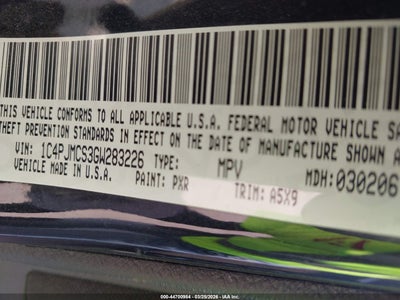 THIS VEHICLE CONFORMS TO ALL APPLICABLE U.S.A. FEDERAL MOTOR VEHICLE SA
THEFT PREVENTION STANDARDS IN EFFECT ON THE DATE OF MANUFACTURE SHOWN A
VIN: 1C4PJMCS3GW283226 TYPE: MPV MDH: 030206
VEHICLE MADE IN U.S.A. PAINT: PXR TRIM: A5X9
000-44700984 | 03/29/2026 - IAA Inc.